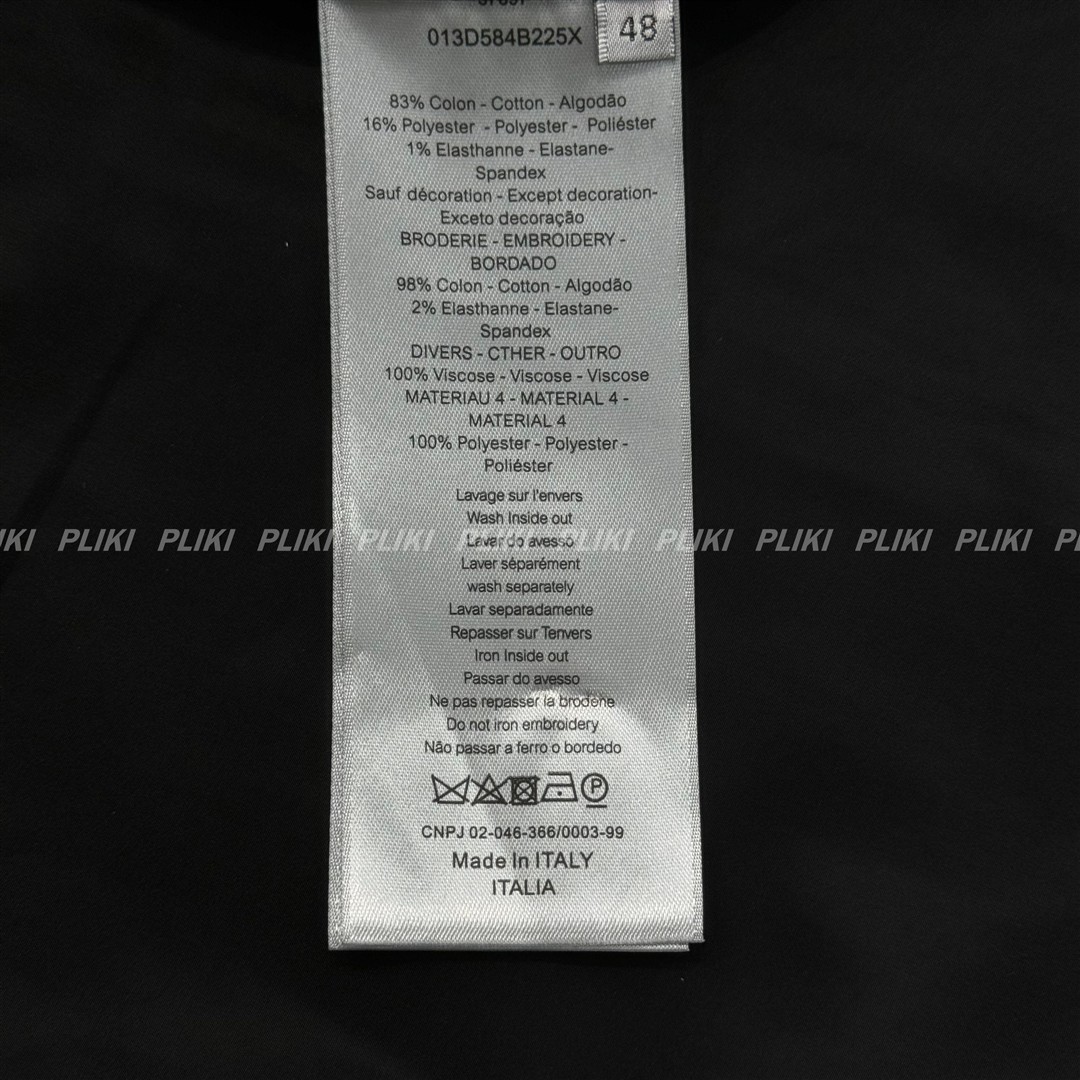 013D584B225X
48
83% Colon - Cotton - Algodão
16% Polyester - Polyester - Poliéster
1% Elasthanne - Elastane-
Spandex
Sauf décoration - Except decoration-
Exceto decoração
BRODERIE - EMBROIDERY -
BORDADO
98% Colon - Cotton - Algodão
2% Elasthanne - Elastane-
Spandex
DIVERS - CTHER - OUTRO
100% Viscose - Viscose - Viscose
MATERIAU 4 - MATERIAL 4 -
MATERIAL 4
100% Polyester - Polyester -
Poliéster
Lavage sur l'envers
Wash Inside out
PLIKI PLIKI PLIKI PLIKI PLIKI PLIKI PLIKI PLIKI PLIKI
Lavar do avesso
Laver séparément
wash separately
Lavar separadamente
Repasser sur Tenvers
Iron Inside out
Passar do avesso
Ne pas repasser la brodene
Do not iron embroidery
Não passar a ferro o bordedo
P
CNPJ 02-046-366/0003-99
Made In ITALY
ITALIA